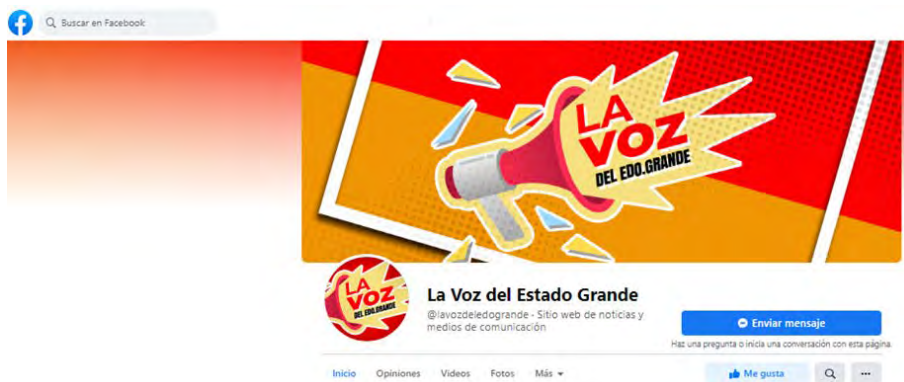 Buscar en Facebook
LA
VOZ
DEL EDO.GRANDE
LA
VOZ
DEL EDO.GRANDE
La Voz del Estado Grande
@lavozdeledogrande - Sitio web de noticias y
medios de comunicación
Enviar mensaje
Haz una pregunta o inicia una conversación con esta página
Inicio Opiniones Videos Fotos Más
Me gusta